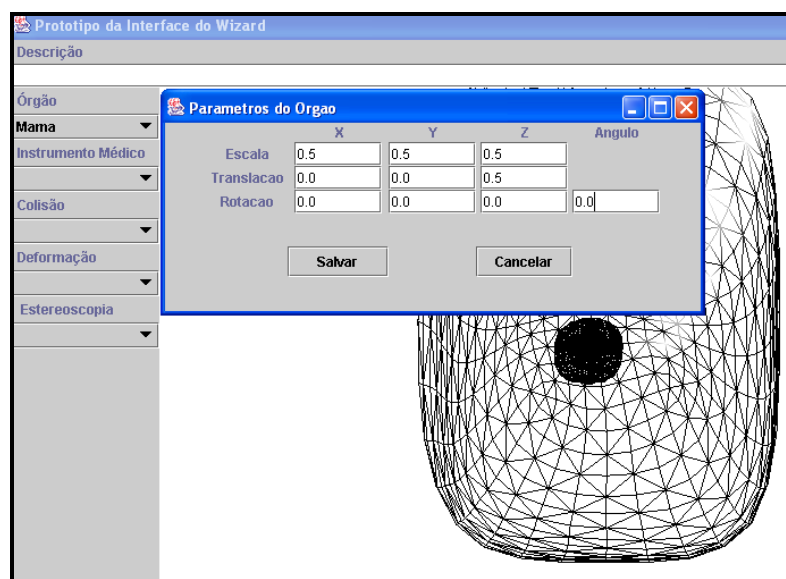 Prototipo da Interface do Wizard
Descrição
Órgão
Mama
Instrumento Médico
Colisão
Deformação
Estereoscopia
Parametros do Orgao
X Y Z Angulo
Escala 0.5 0.5 0.5
Translacao 0.0 0.0 0.5
Rotacao 0.0 0.0 0.0 0.0
Salvar Cancelar